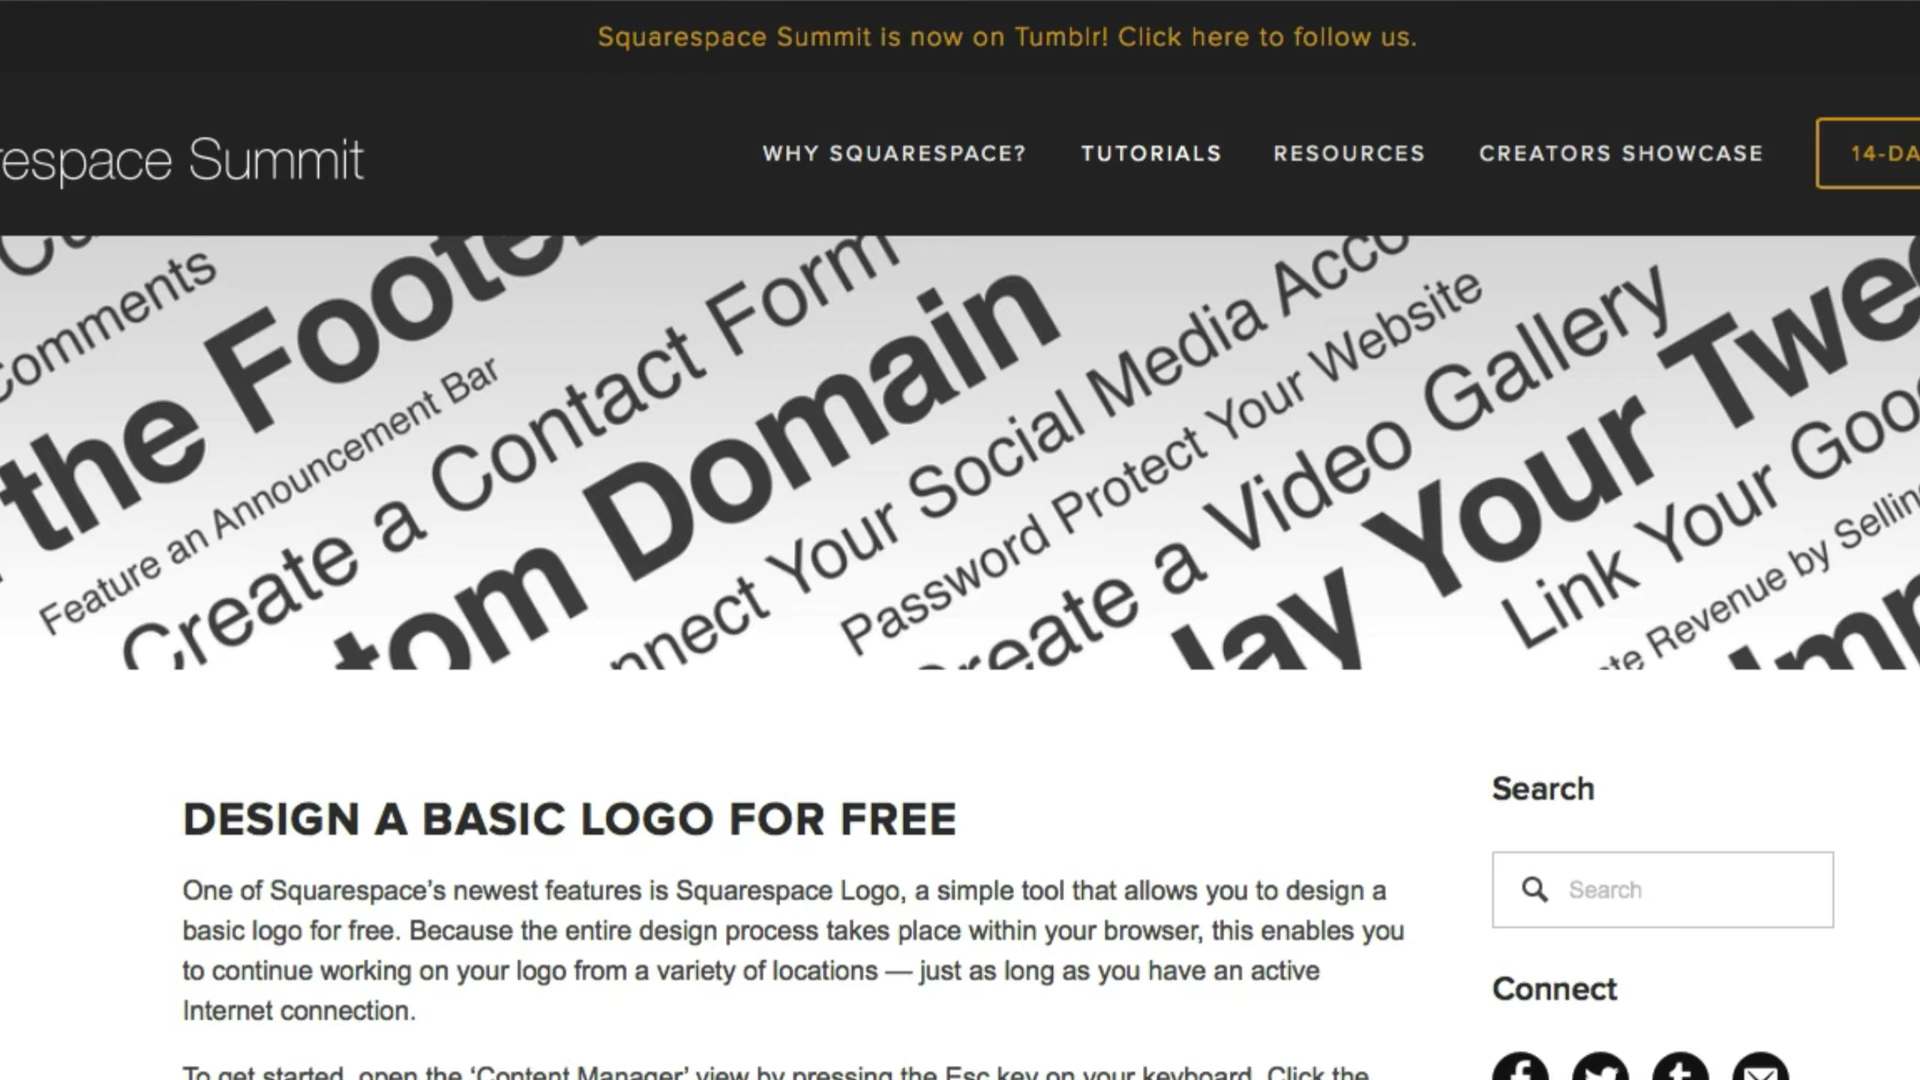 Squarespace Summit is now on Tumblr! Click here to follow us.
respace Summit
WHY SQUARESPACE?
TUTORIALS
RESOURCES
CREATORS SHOWCASE
14-DA
Comments
the Footer
Feature an Announcement Bar
Create a Contact Form
tom Domain
nnect Your Social Media Acco
Password Protect Your Website
reate a Video Gallery
lay Your Twe
Link Your Goo
te Revenue by Sellin
Imp
DESIGN A BASIC LOGO FOR FREE
One of Squarespace’s newest features is Squarespace Logo, a simple tool that allows you to design a
basic logo for free. Because the entire design process takes place within your browser, this enables you
to continue working on your logo from a variety of locations — just as long as you have an active
Internet connection.
To get started, open the ‘Content Manager’ view by pressing the Esc key on your keyboard. Click the
Search
Search
Connect